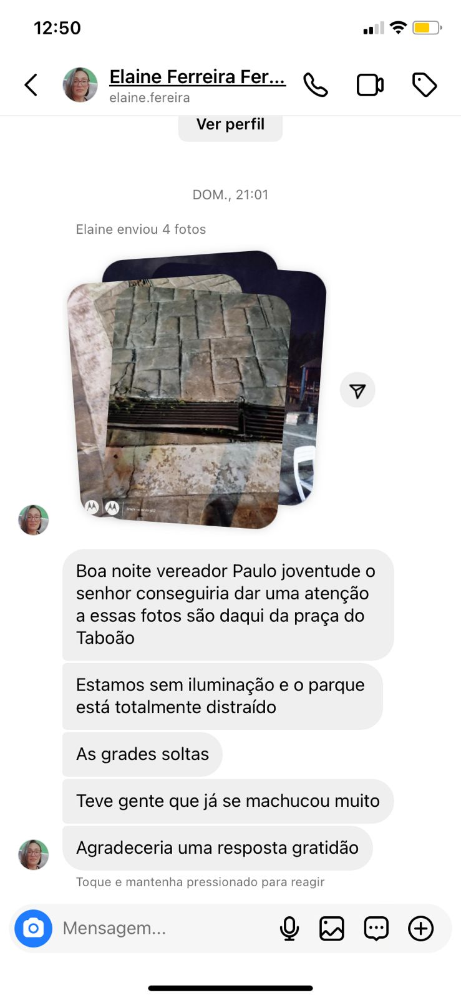 12:50
Elaine Ferreira Fer...
elaine.fereira
Ver perfil
DOM., 21:01
Elaine enviou 4 fotos
Boa noite vereador Paulo joventude o
senhor conseguiria dar uma atenção
a essas fotos são daqui da praça do
Taboão
Estamos sem iluminação e o parque
está totalmente distraído
As grades soltas
Teve gente que já se machucou muito
Agradeceria uma resposta gratidão
Toque e mantenha pressionado para reagir
Mensagem...